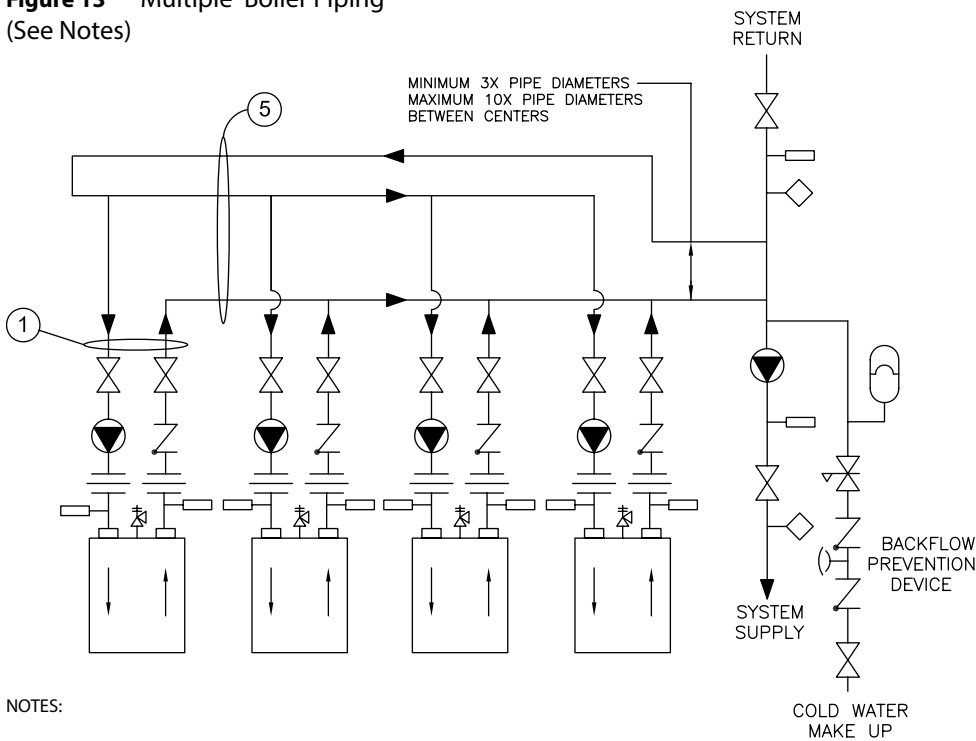 Figure 13 Multiple Boiler Piping
(See Notes)
SYSTEM
RETURN
MINIMUM 3X PIPE DIAMETERS
MAXIMUM 10X PIPE DIAMETERS
BETWEEN CENTERS
5
1
BACKFLOW
PREVENTION
DEVICE
SYSTEM
SUPPLY
NOTES:
COLD WATER
MAKE UP